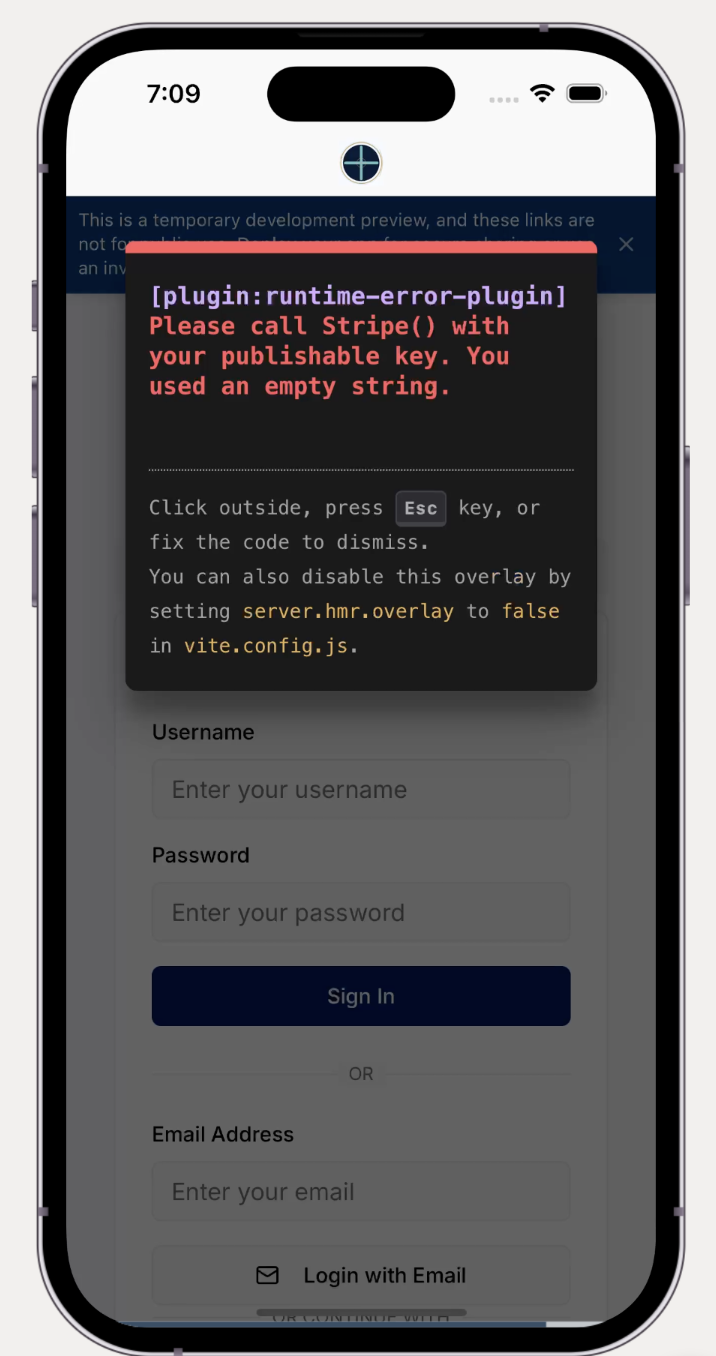 7:09
This is a temporary development preview, and these links are
not fo
an inv
[plugin:runtime-error-plugin]
Please call Stripe() with
your publishable key. You
used an empty string.
Click outside, press Esc key, or
fix the code to dismiss.
You can also disable this overlay by
setting server.hmr.overlay to false
in vite.config.js.
Username
Enter your username
Password
Enter your password
Sign In
OR
Email Address
Enter your email
Login with Email
OR CONTINUE WITH